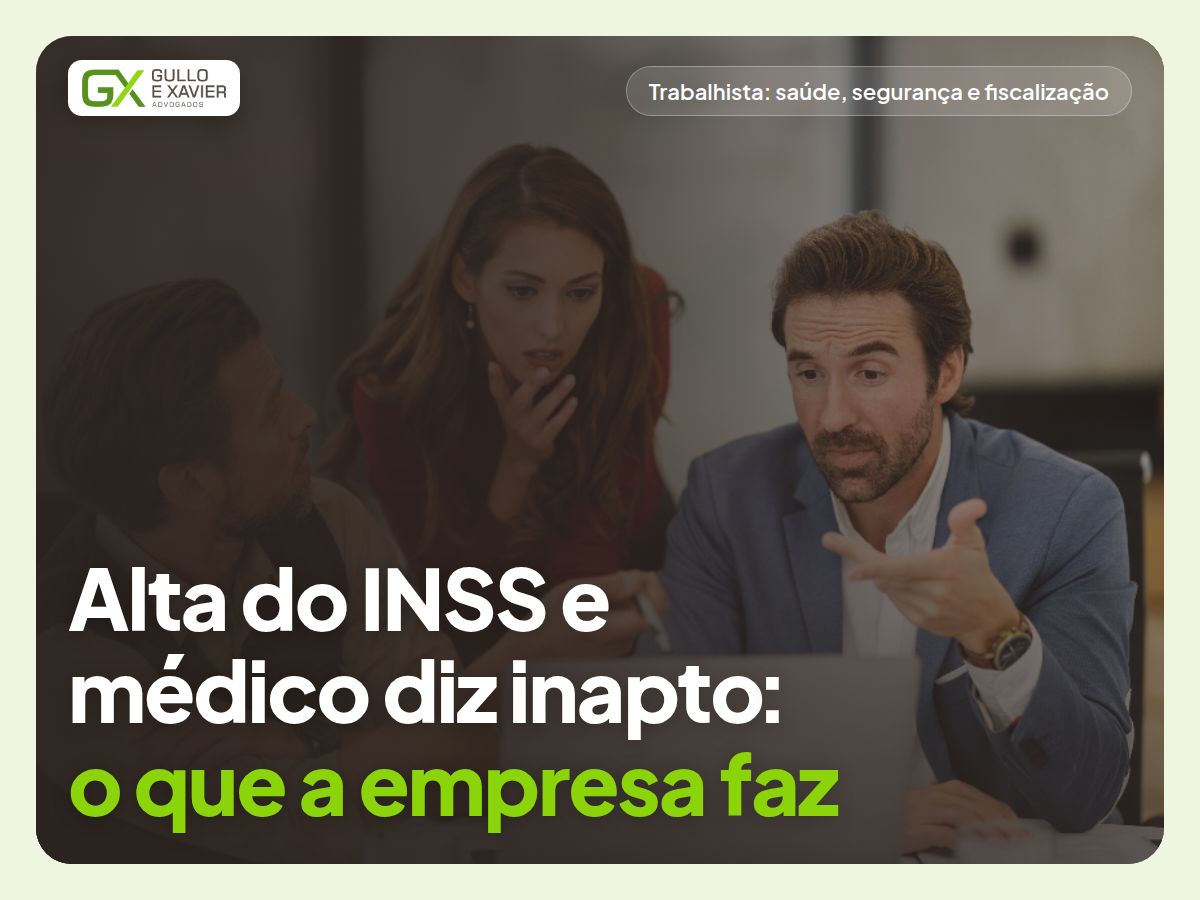 GX GULLO
E XAVIER
ADVOGADOS
Trabalhista: saúde, segurança e fiscalização
Alta do INSS e
médico diz inapto:
o que a empresa faz